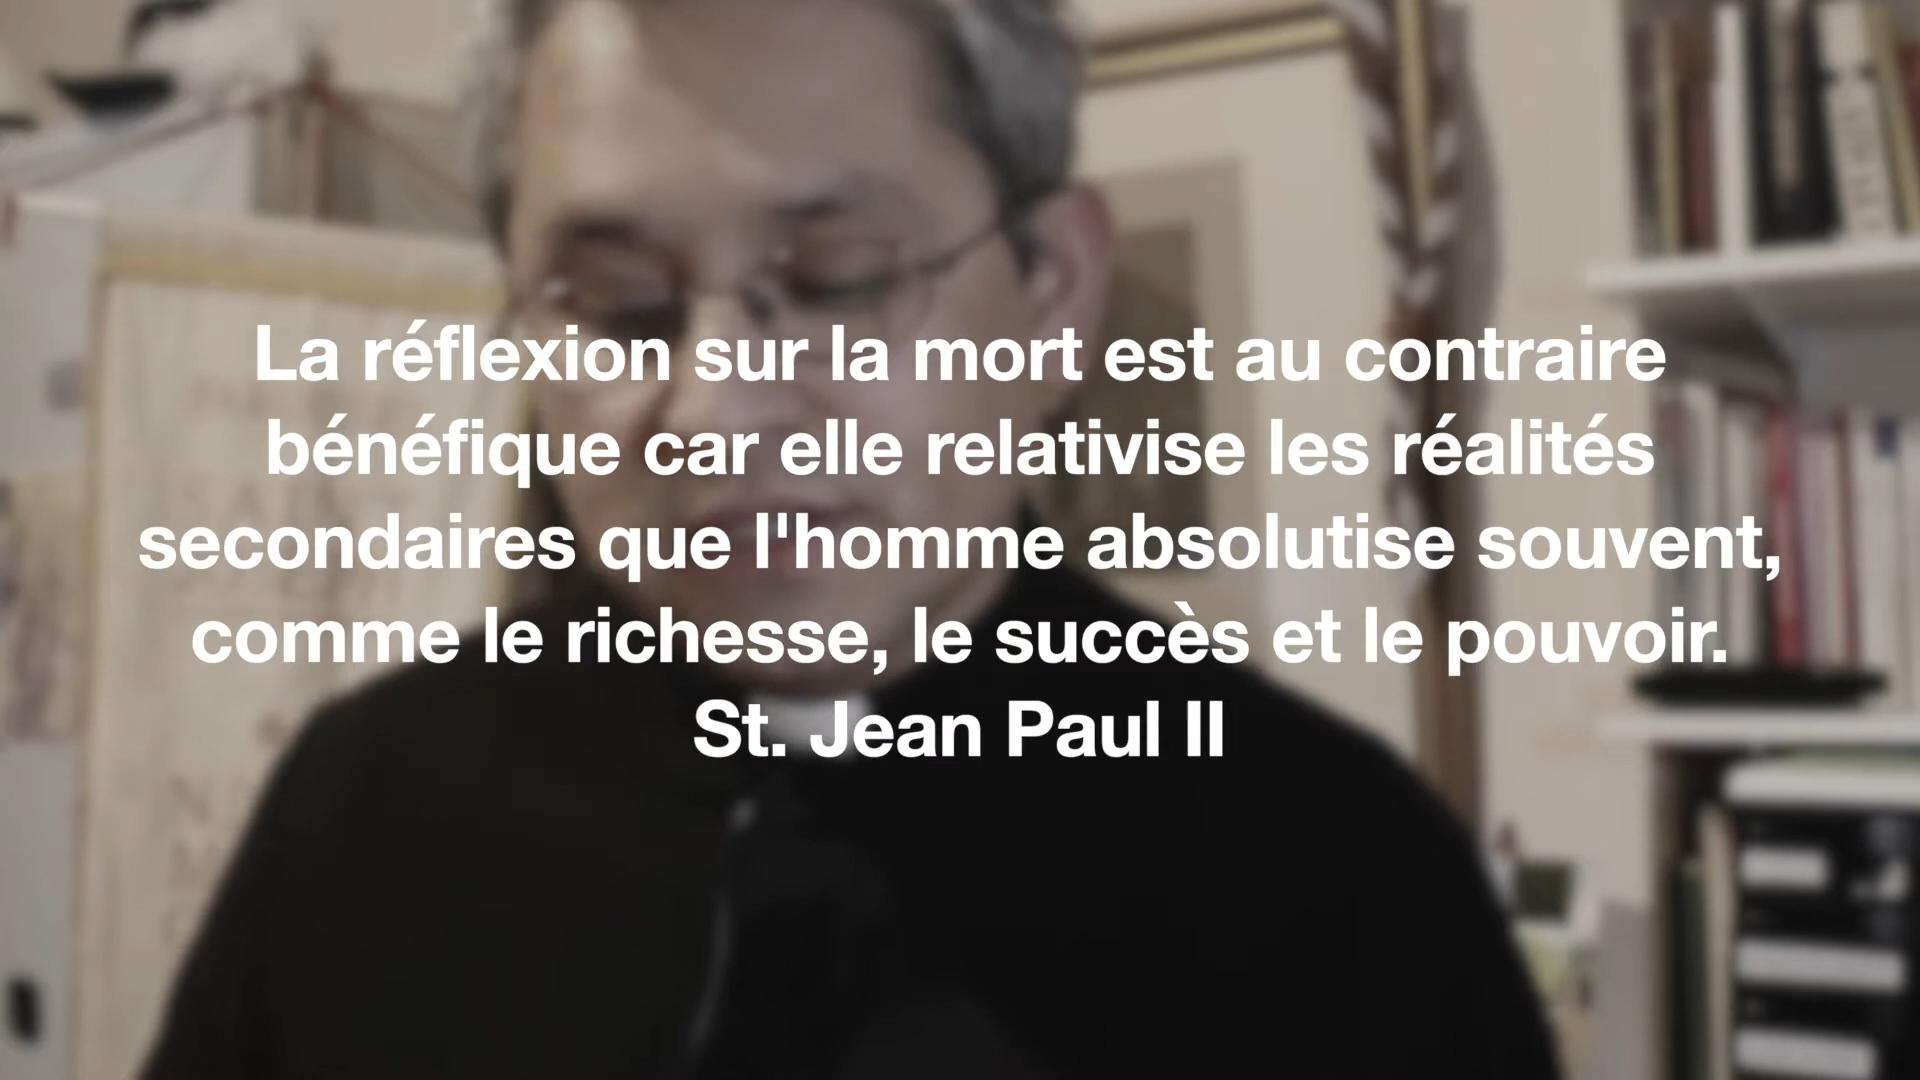 La réflexion sur la mort est au contraire
bénéfique car elle relativise les réalités
secondaires que l'homme absolutise souvent,
comme le richesse, le succès et le pouvoir.
St. Jean Paul II